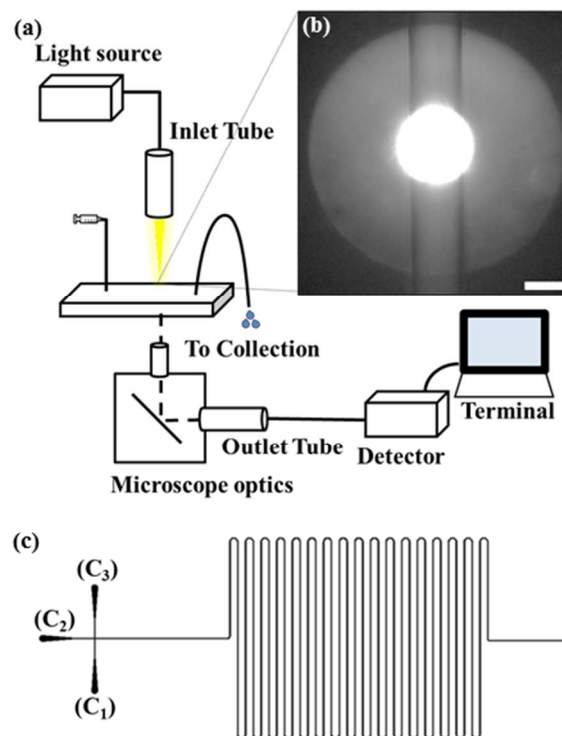 (a)
(b)
Light source
Inlet Tube
To Collection
Terminal
Outlet Tube
Detector
Microscope optics
(c)
(C₃)
(C₂)
(C₁)